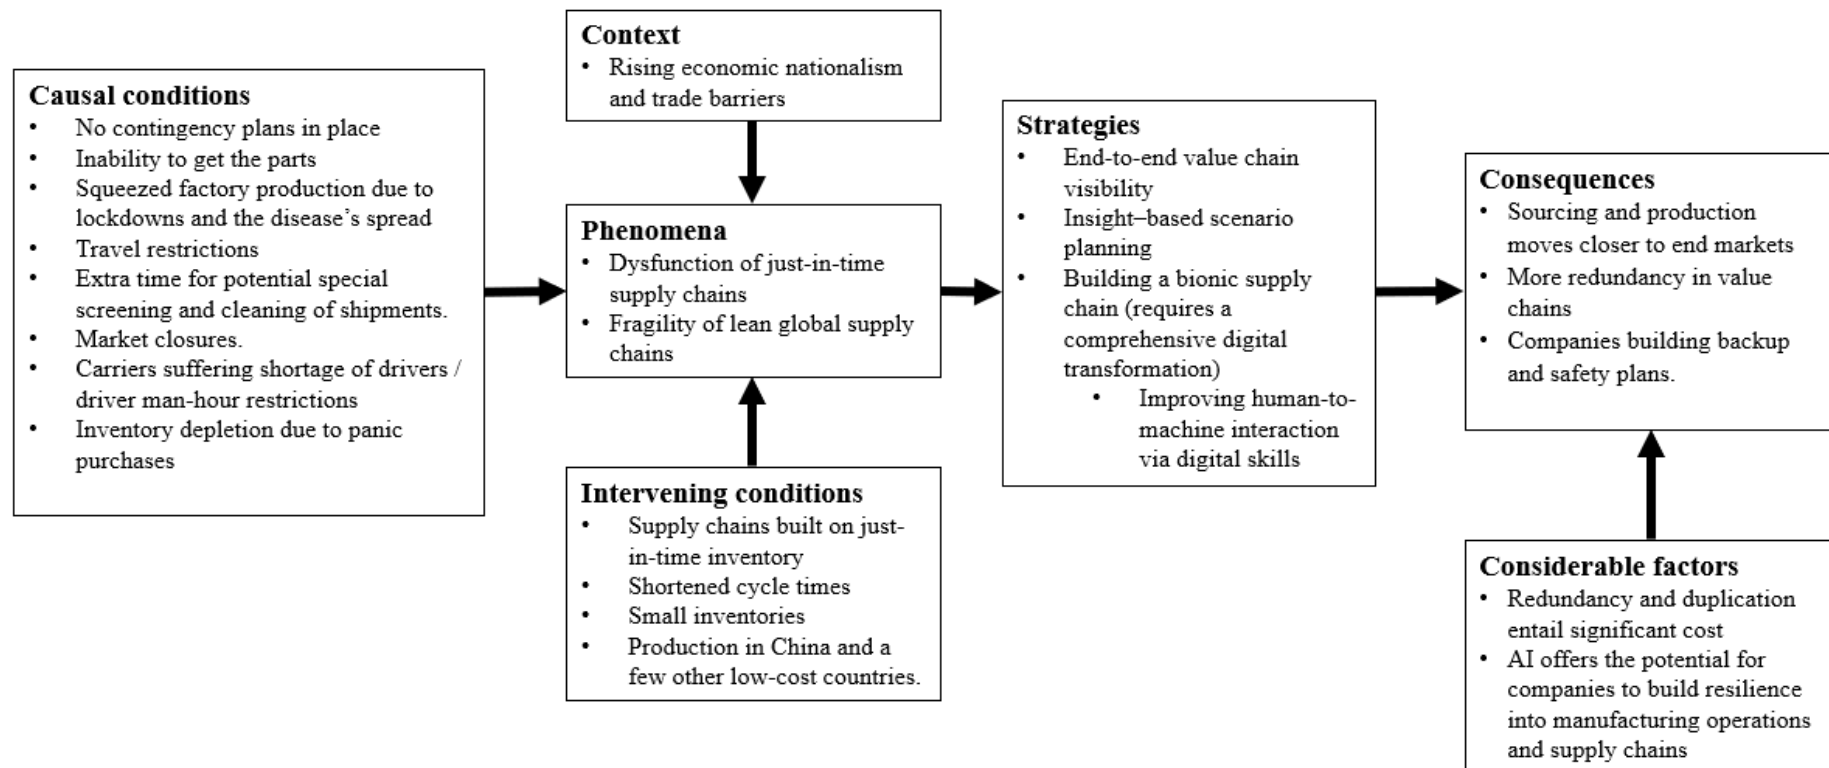 Causal conditions
• No contingency plans in place
• Inability to get the parts
• Squeezed factory production due to
lockdowns and the disease’s spread
• Travel restrictions
• Extra time for potential special
screening and cleaning of shipments.
• Market closures.
• Carriers suffering shortage of drivers /
driver man-hour restrictions
• Inventory depletion due to panic
purchases
Context
• Rising economic nationalism
and trade barriers
Phenomena
• Dysfunction of just-in-time
supply chains
• Fragility of lean global supply
chains
Intervening conditions
• Supply chains built on just-
in-time inventory
• Shortened cycle times
• Small inventories
• Production in China and a
few other low-cost countries.
Strategies
• End-to-end value chain
visibility
• Insight–based scenario
planning
• Building a bionic supply
chain (requires a
comprehensive digital
transformation)
• Improving human-to-
machine interaction
via digital skills
Consequences
• Sourcing and production
moves closer to end markets
• More redundancy in value
chains
• Companies building backup
and safety plans.
Considerable factors
• Redundancy and duplication
entail significant cost
• AI offers the potential for
companies to build resilience
into manufacturing operations
and supply chains